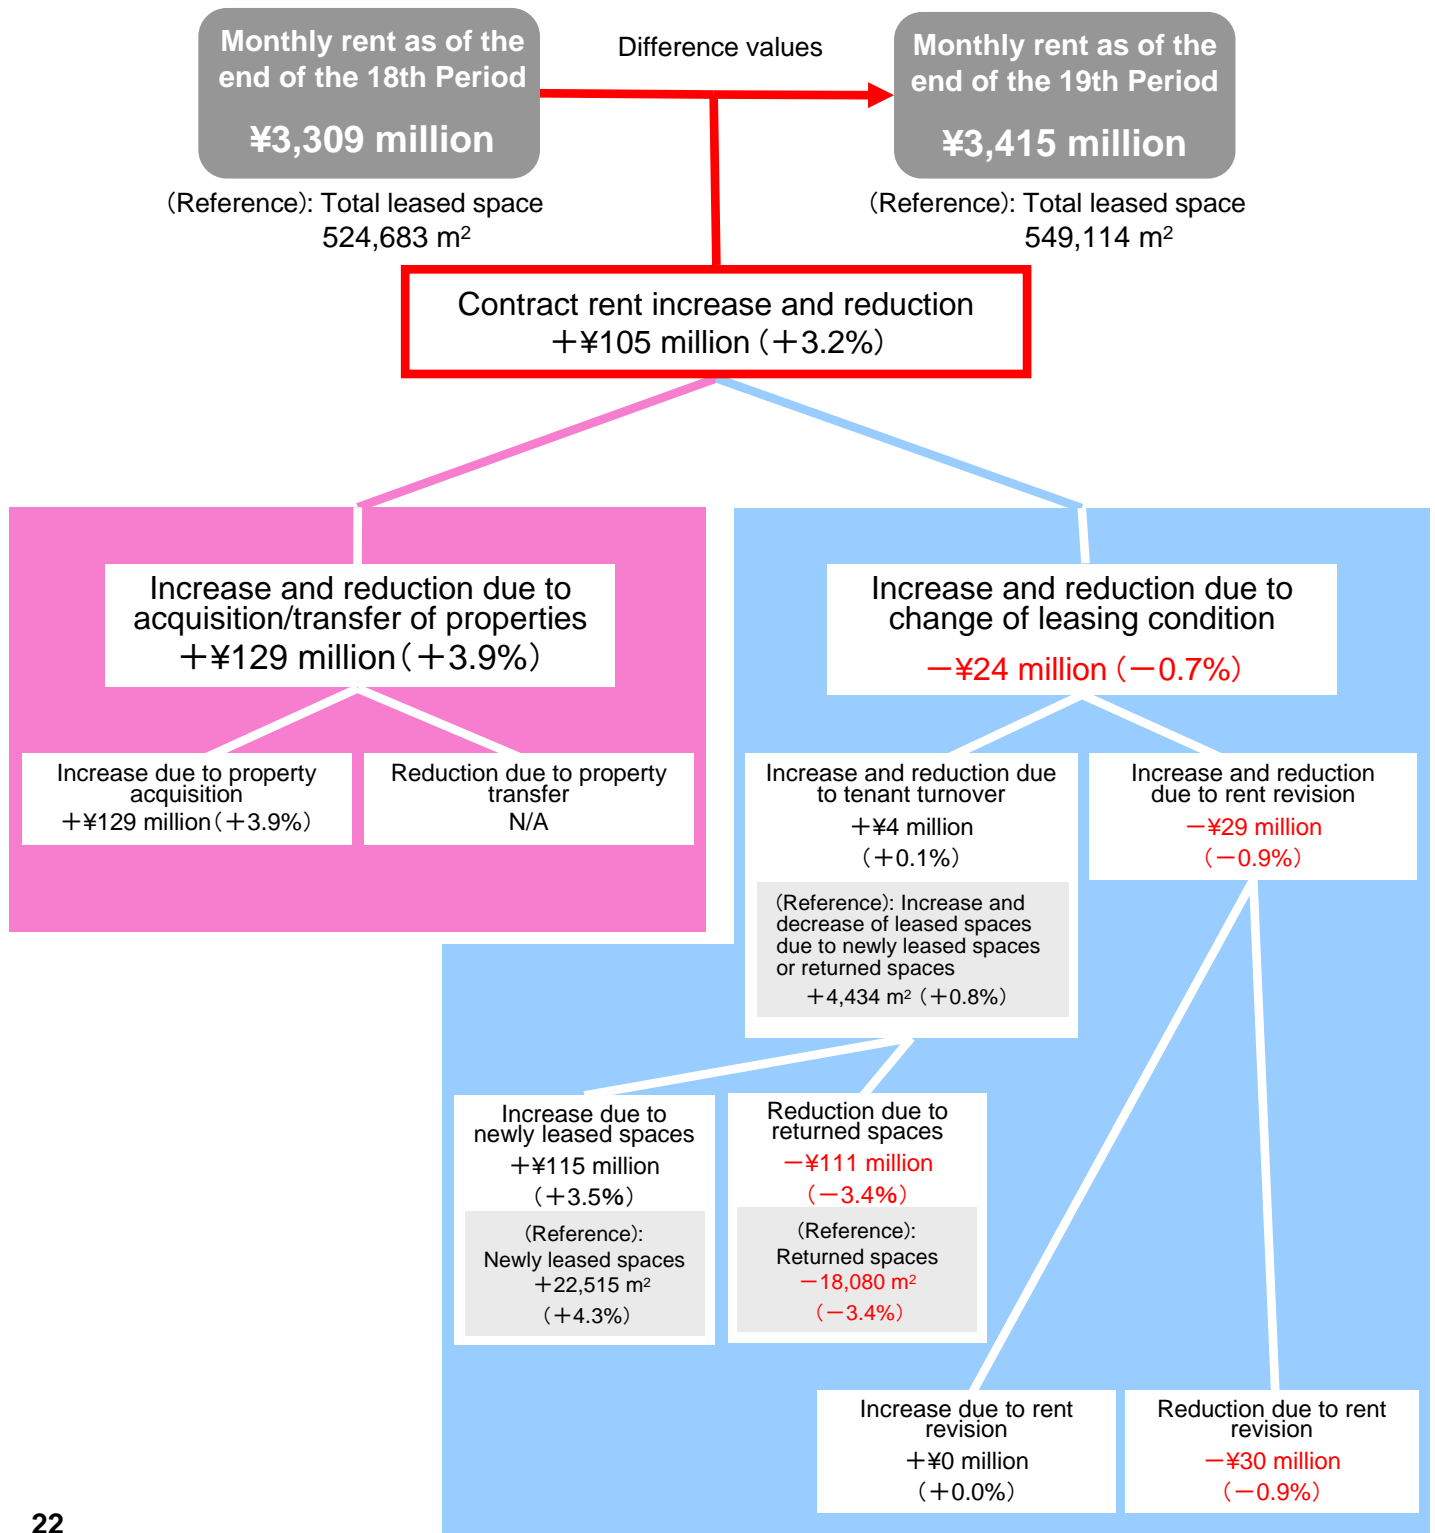 Monthly rent as of the
end of the 18th Period
¥3,309 million
Difference values
Monthly rent as of the
end of the 19th Period
¥3,415 million
(Reference): Total leased space
524,683 m²
(Reference): Total leased space
549,114 m²
Contract rent increase and reduction
+¥105 million (+3.2%)
Increase and reduction due to
acquisition/transfer of properties
+¥129 million(+3.9%)
Increase due to property
acquisition
+¥129 million(+3.9%)
Reduction due to property
transfer
N/A
Increase and reduction due to
change of leasing condition
-¥24 million (-0.7%)
Increase and reduction due
to tenant turnover
+¥4 million
(+0.1%)
(Reference): Increase and
decrease of leased spaces
due to newly leased spaces
or returned spaces
+4,434 m² (+0.8%)
Increase and reduction
due to rent revision
-¥29 million
(-0.9%)
Increase due to
newly leased spaces
+¥115 million
(+3.5%)
(Reference):
Newly leased spaces
+22,515 m²
(+4.3%)
Reduction due to
returned spaces
-¥111 million
(-3.4%)
(Reference):
Returned spaces
-18,080 m²
(-3.4%)
Increase due to rent
revision
+¥0 million
(+0.0%)
Reduction due to rent
revision
-¥30 million
(-0.9%)
22